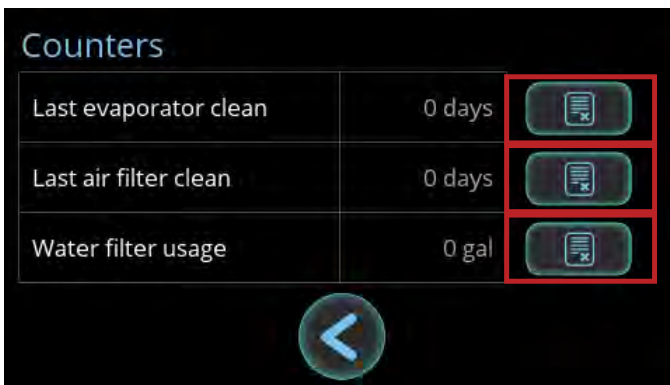 Counters
Last evaporator clean 0 days
Last air filter clean 0 days
Water filter usage 0 gal